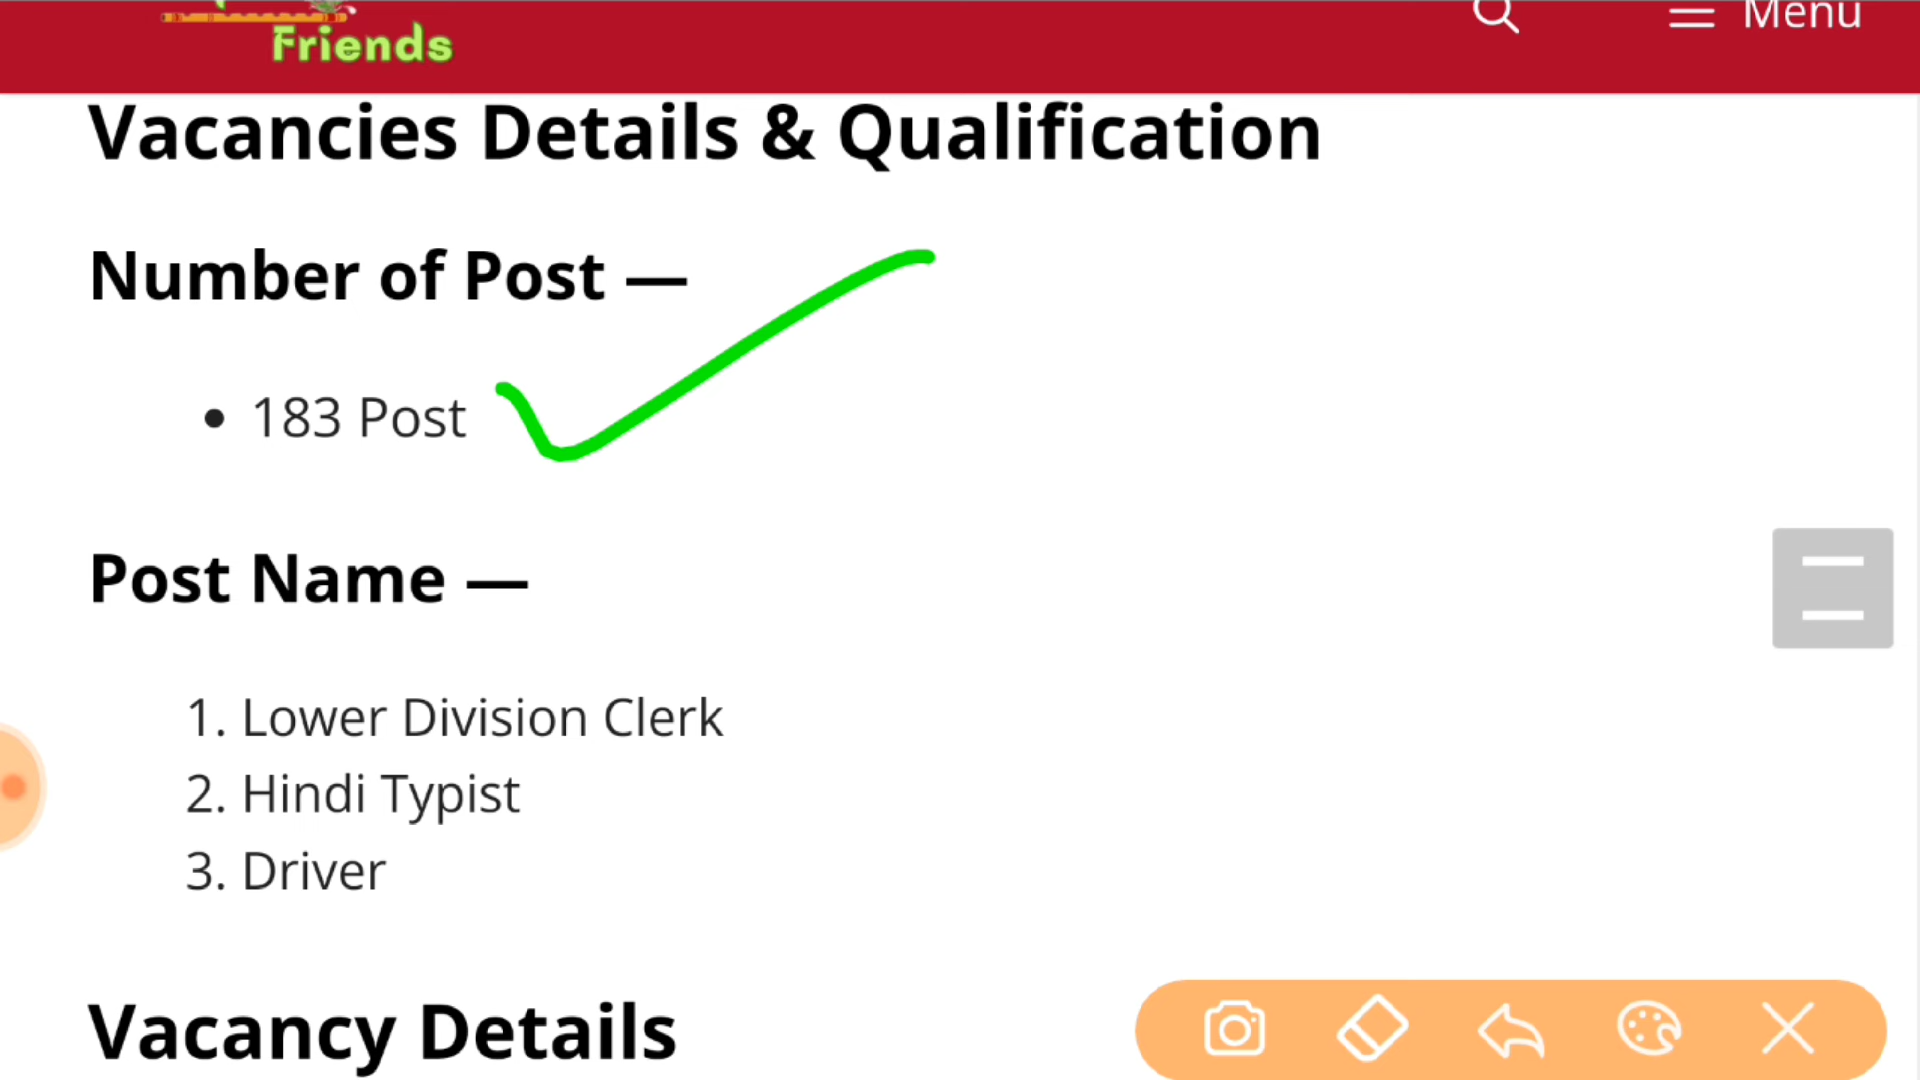 Menu
Friends
Vacancies Details & Qualification
Number of Post —
• 183 Post
Post Name —
1. Lower Division Clerk
2. Hindi Typist
3. Driver
Vacancy Details